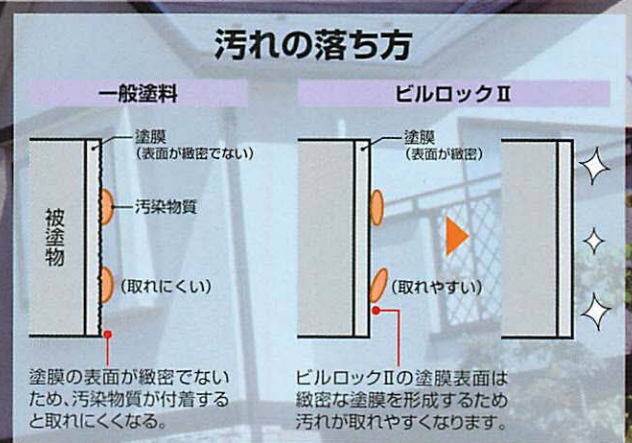 汚れの落ち方
一般塗料
塗膜
(表面が緻密でない)
汚染物質
被塗物
(取れにくい)
塗膜の表面が緻密でない
ため、汚染物質が付着する
と取れにくくなる。
ビルロックⅡ
塗膜
(表面が緻密)
(取れやすい)
ビルロックⅡの塗膜表面は
緻密な塗膜を形成するため
汚れが取れやすくなります。